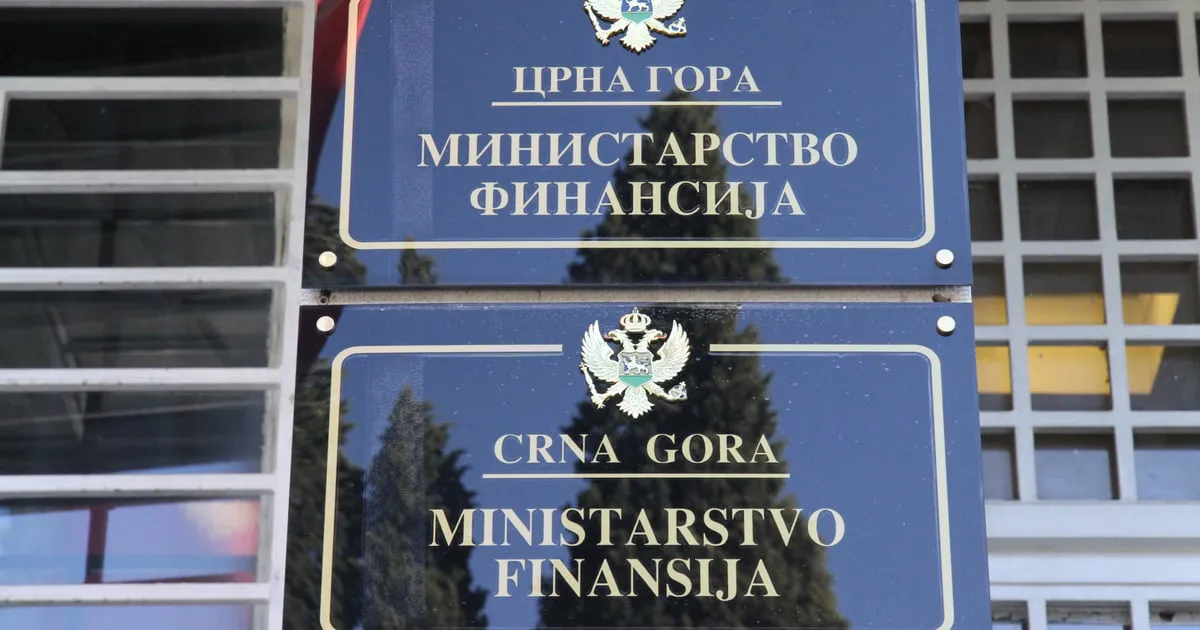 ЦРНА ГОРА
МИНИСТАРСТВО
ФИНАНСИЈА
CRNA GORA
MINISTARSTVO
FINANSIJA